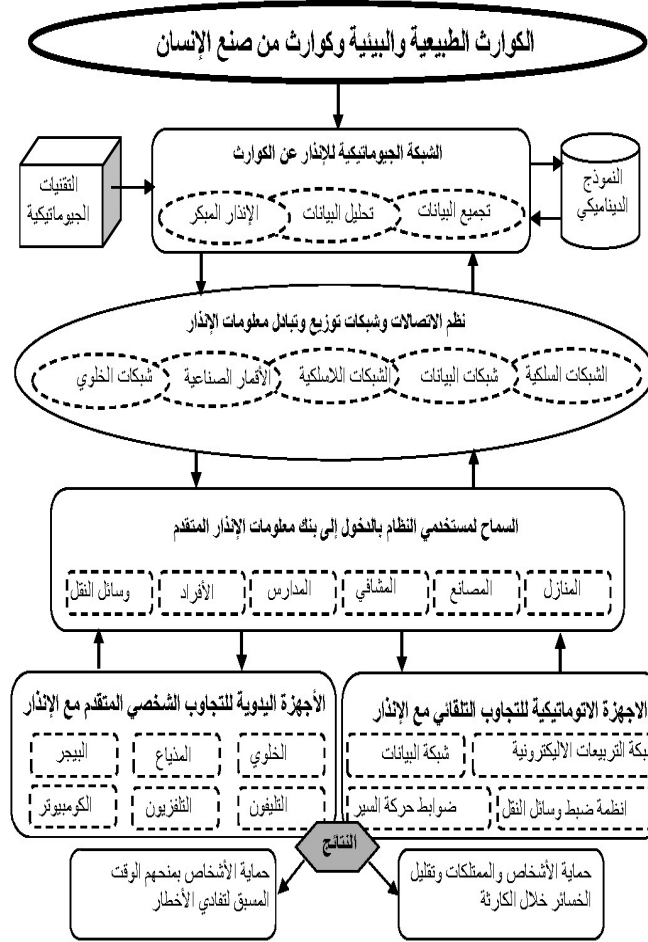 الكوارث الطبيعية والبيئية وكوارث من صنع الإنسان
الشبكة الجيوماتيكية للإنذار عن الكوارث
النموذج
الديناميكي
التقنيات
الجيوماتيكية
تجميع البيانات
تحليل البيانات
الإنذار المبكر
نظم الاتصالات وشبكات توزيع وتبادل معلومات الإنذار
الشبكات السلكية
شبكات البيانات
الشبكات اللاسلكية
الأقمار الصناعية
شبكات الخلوي
السماح لمستخدمي النظام بالدخول إلى بنك معلومات الإنذار المتقدم
المنازل
المصانع
المشافي
المدارس
الأفراد
وسائل النقل
الاجهزة الاتوماتيكية للتجاوب التلقائي مع الإنذار
بكة التربيعات الاليكترونية
شبكة البيانات
انظمة ضبط وسائل النقل
ضوابط حركة السير
الأجهزة اليدوية للتجاوب الشخصي المتقدم مع الإنذار
الخلوي
المذياع
البيجر
التليفون
التلفزيون
الكومبيوتر
النتائج
حماية الأشخاص والممتلكات وتقليل
الخسائر خلال الكارثة
حماية الأشخاص بمنحهم الوقت
المسبق لتفادي الأخطار